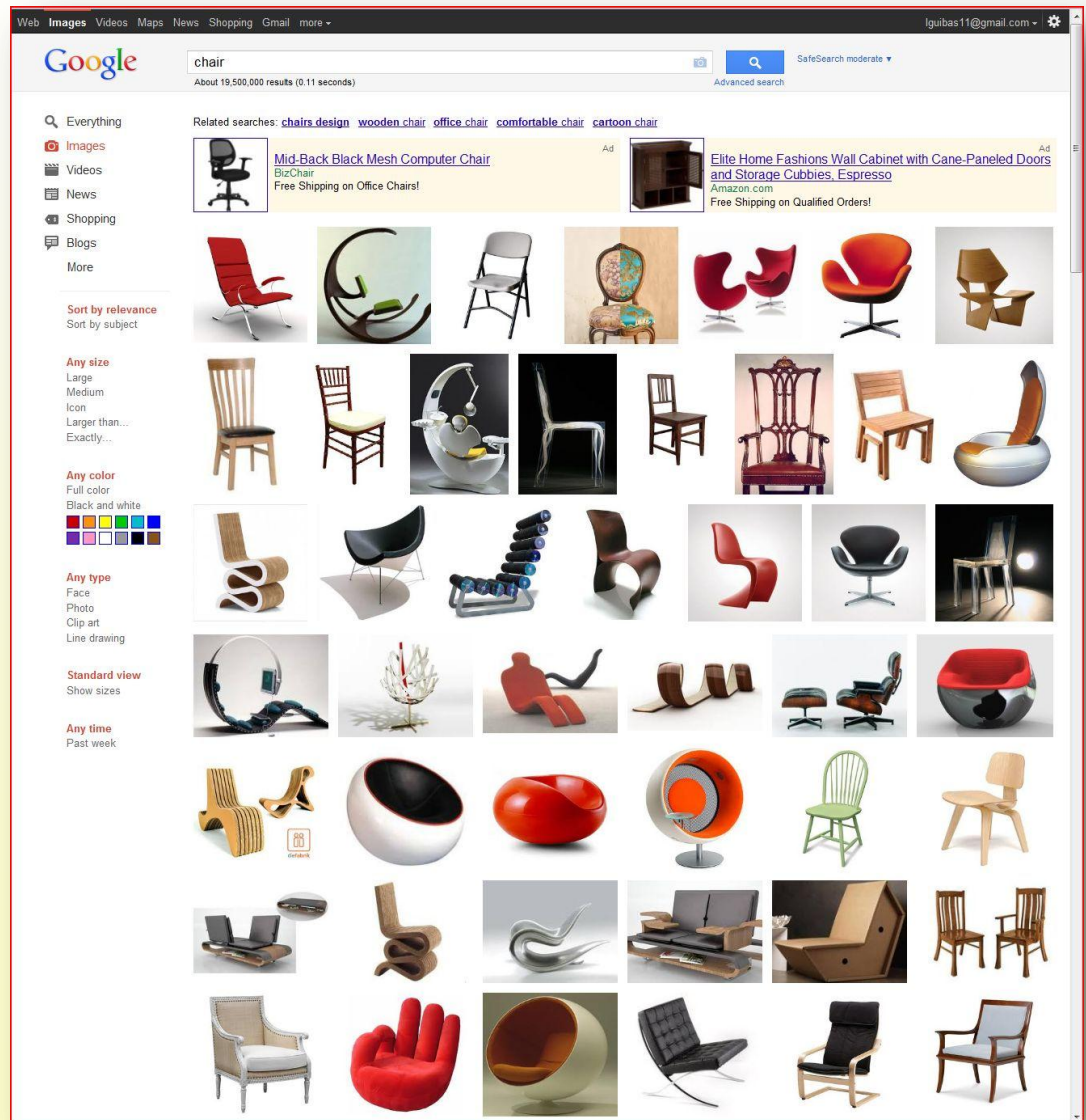 Web Images Videos Maps News Shopping Gmail more
lguibas11@gmail.com
Google
chair
About 19,500,000 results (0.11 seconds)
SafeSearch moderate ▼
Advanced search
Everything
Images
Videos
News
Shopping
Blogs
More
Sort by relevance
Sort by subject
Any size
Large
Medium
Icon
Larger than...
Exactly...
Any color
Full color
Black and white
Any type
Face
Photo
Clip art
Line drawing
Standard view
Show sizes
Any time
Past week
Related searches: chairs design wooden chair office chair comfortable chair cartoon chair
Ad
Mid-Back Black Mesh Computer Chair
BizChair
Free Shipping on Office Chairs!
Ad
Elite Home Fashions Wall Cabinet with Cane-Paneled Doors
and Storage Cubbies, Espresso
Amazon.com
Free Shipping on Qualified Orders!